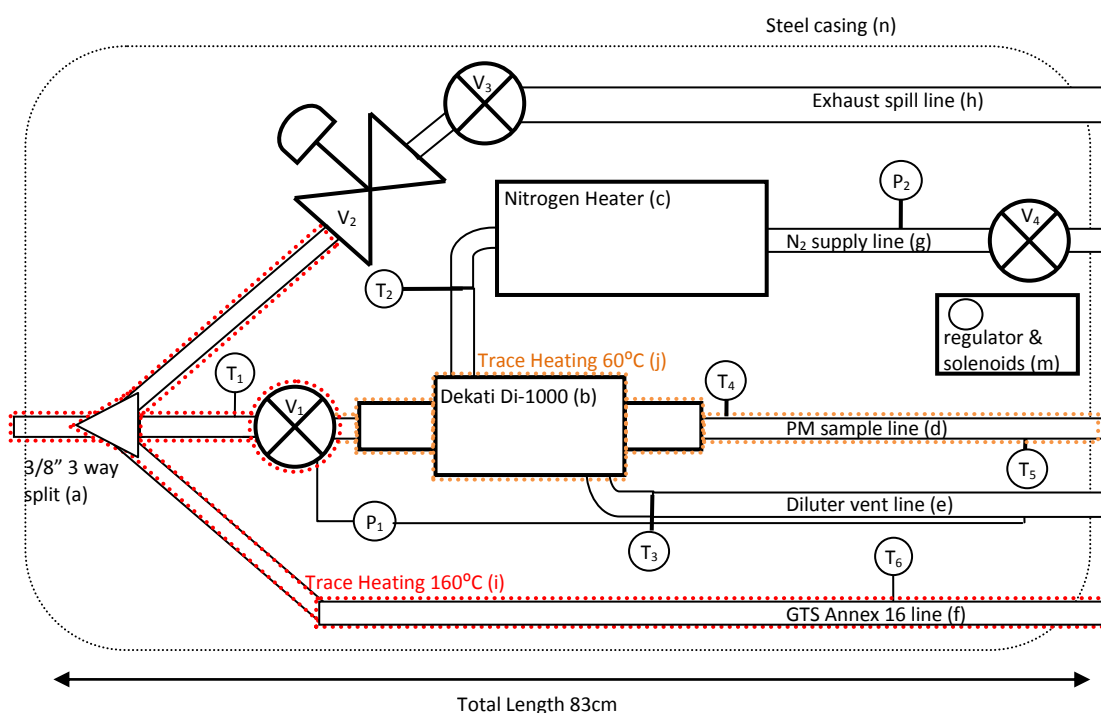 Steel casing (n)
V3
Exhaust spill line (h)
P2
Nitrogen Heater (c)
V4
V2
N2 supply line (g)
T2
regulator &
solenoids (m)
Trace Heating 60⁰C (j)
T1
T4
Dekati Di-1000 (b)
V1
PM sample line (d)
3/8” 3 way
split (a)
T5
Diluter vent line (e)
P1
T3
T6
Trace Heating 160⁰C (i)
GTS Annex 16 line (f)
Total Length 83cm